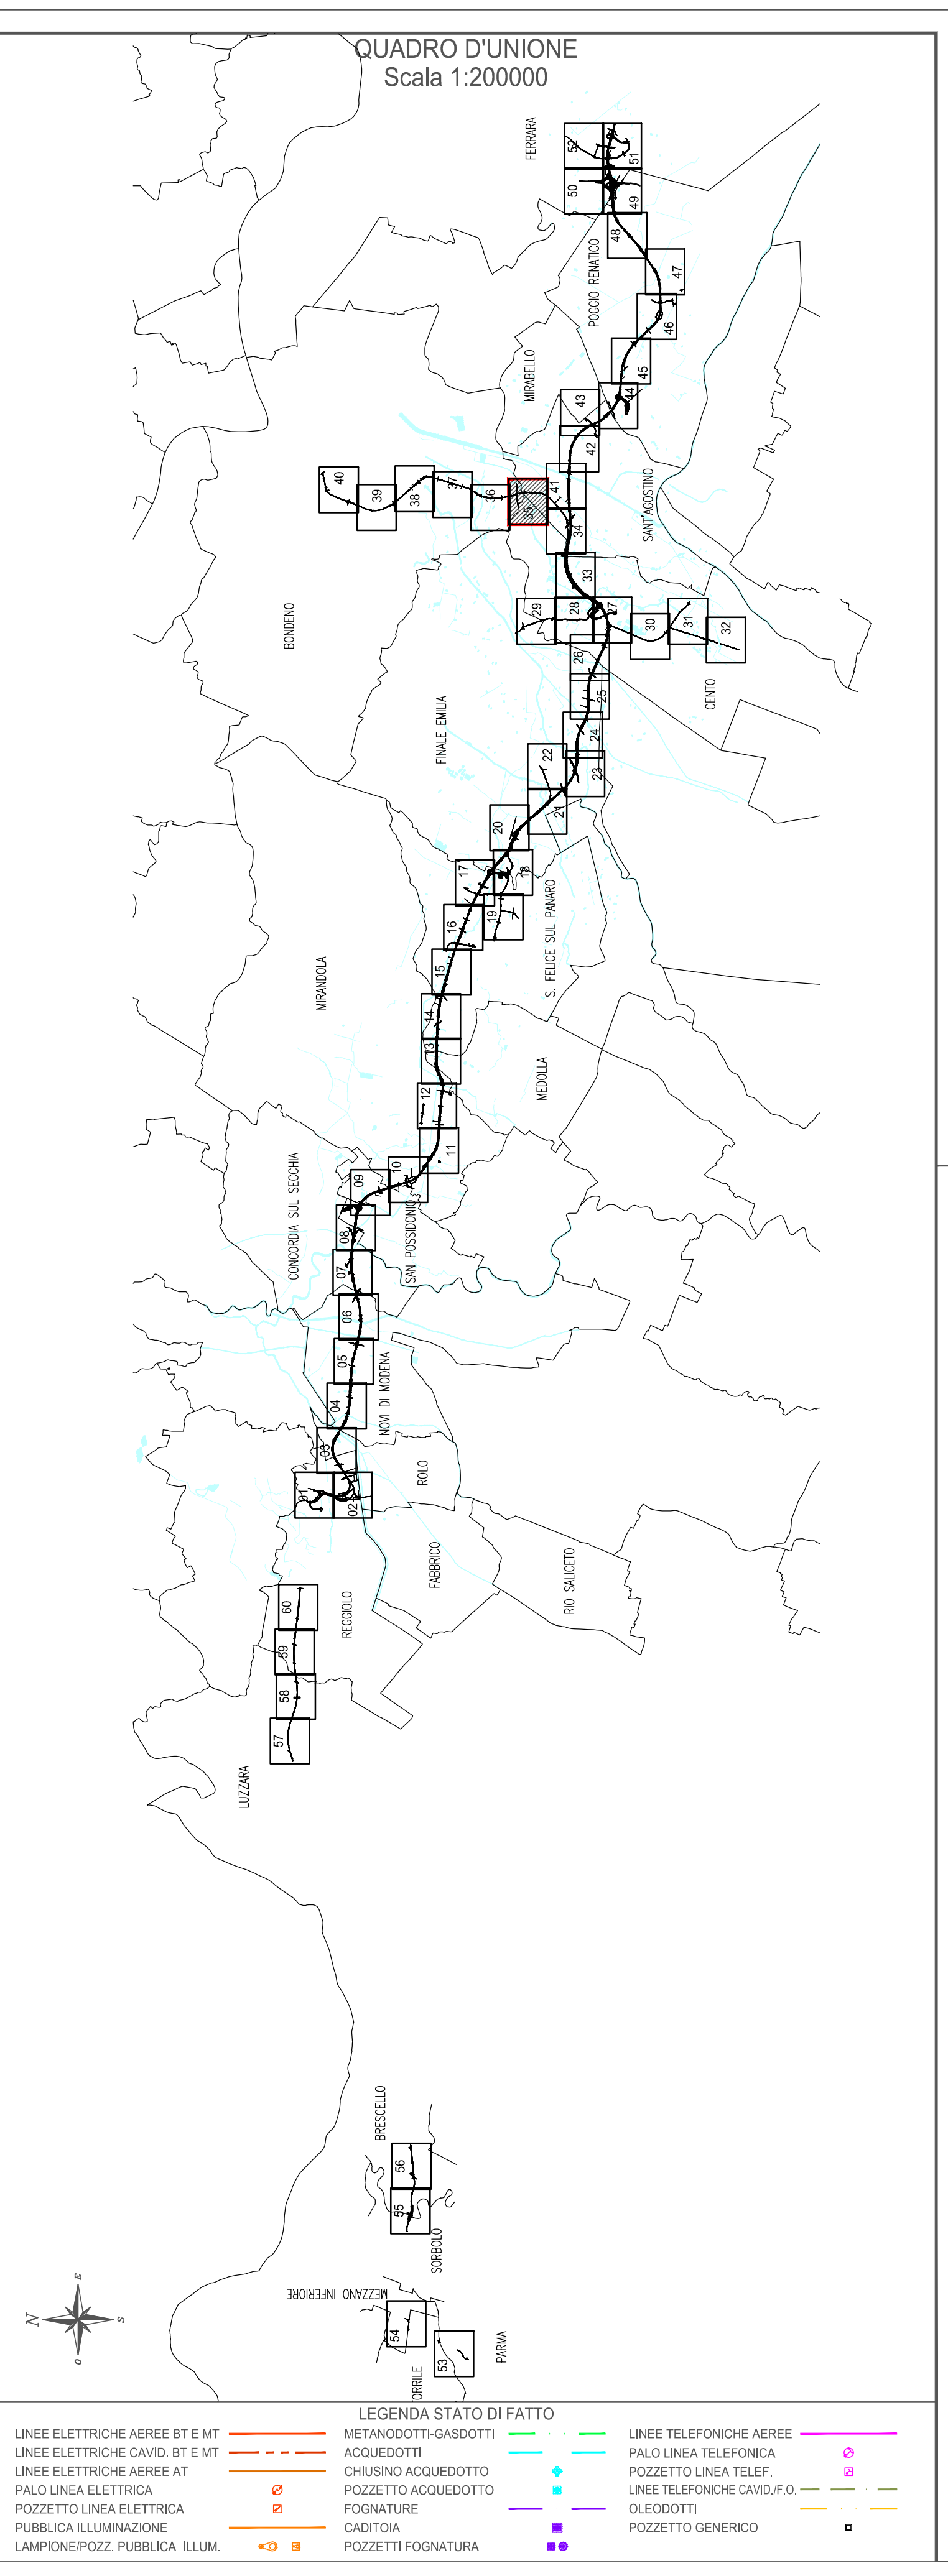 QUADRO D'UNIONE
Scala 1:200000
FERRARA
52
51
50
49
48
POGGIO RENATICO
47
46
MIRABELLO
45
44
43
42
40
39
38
37
36
41
35
34
SANT'AGOSTINO
BONDENO
33
29
28
27
30
31
32
26
25
CENTO
FINALE EMILIA
24
22
23
21
20
17
18
19
16
S. FELICE SUL PANARO
MIRANDOLA
15
14
13
MEDOLLA
12
11
10
09
CONCORDIA SUL SECCHIA
SAN POSSIDONIO
08
07
06
05
NOVI DI MODENA
04
03
ROLO
01
02
FABBRICO
RIO SALICETO
REGGIOLO
60
59
58
57
LUZZARA
BRESCELLO
56
55
SORBOLO
MEZZANO INFERIORE
54
53
PARMA
TORRILE
N
E
S
O
LEGENDA STATO DI FATTO
LINEE ELETTRICHE AEREE BT E MT
LINEE ELETTRICHE CAVID. BT E MT
LINEE ELETTRICHE AEREE AT
PALO LINEA ELETTRICA
POZZETTO LINEA ELETTRICA
PUBBLICA ILLUMINAZIONE
LAMPIONE/POZZ. PUBBLICA ILLUM.
METANODOTTI-GASDOTTI
ACQUEDOTTI
CHIUSINO ACQUEDOTTO
POZZETTO ACQUEDOTTO
FOGNATURE
CADITOIA
POZZETTI FOGNATURA
LINEE TELEFONICHE AEREE
PALO LINEA TELEFONICA
POZZETTO LINEA TELEF.
LINEE TELEFONICHE CAVID./F.O.
OLEODOTTI
POZZETTO GENERICO